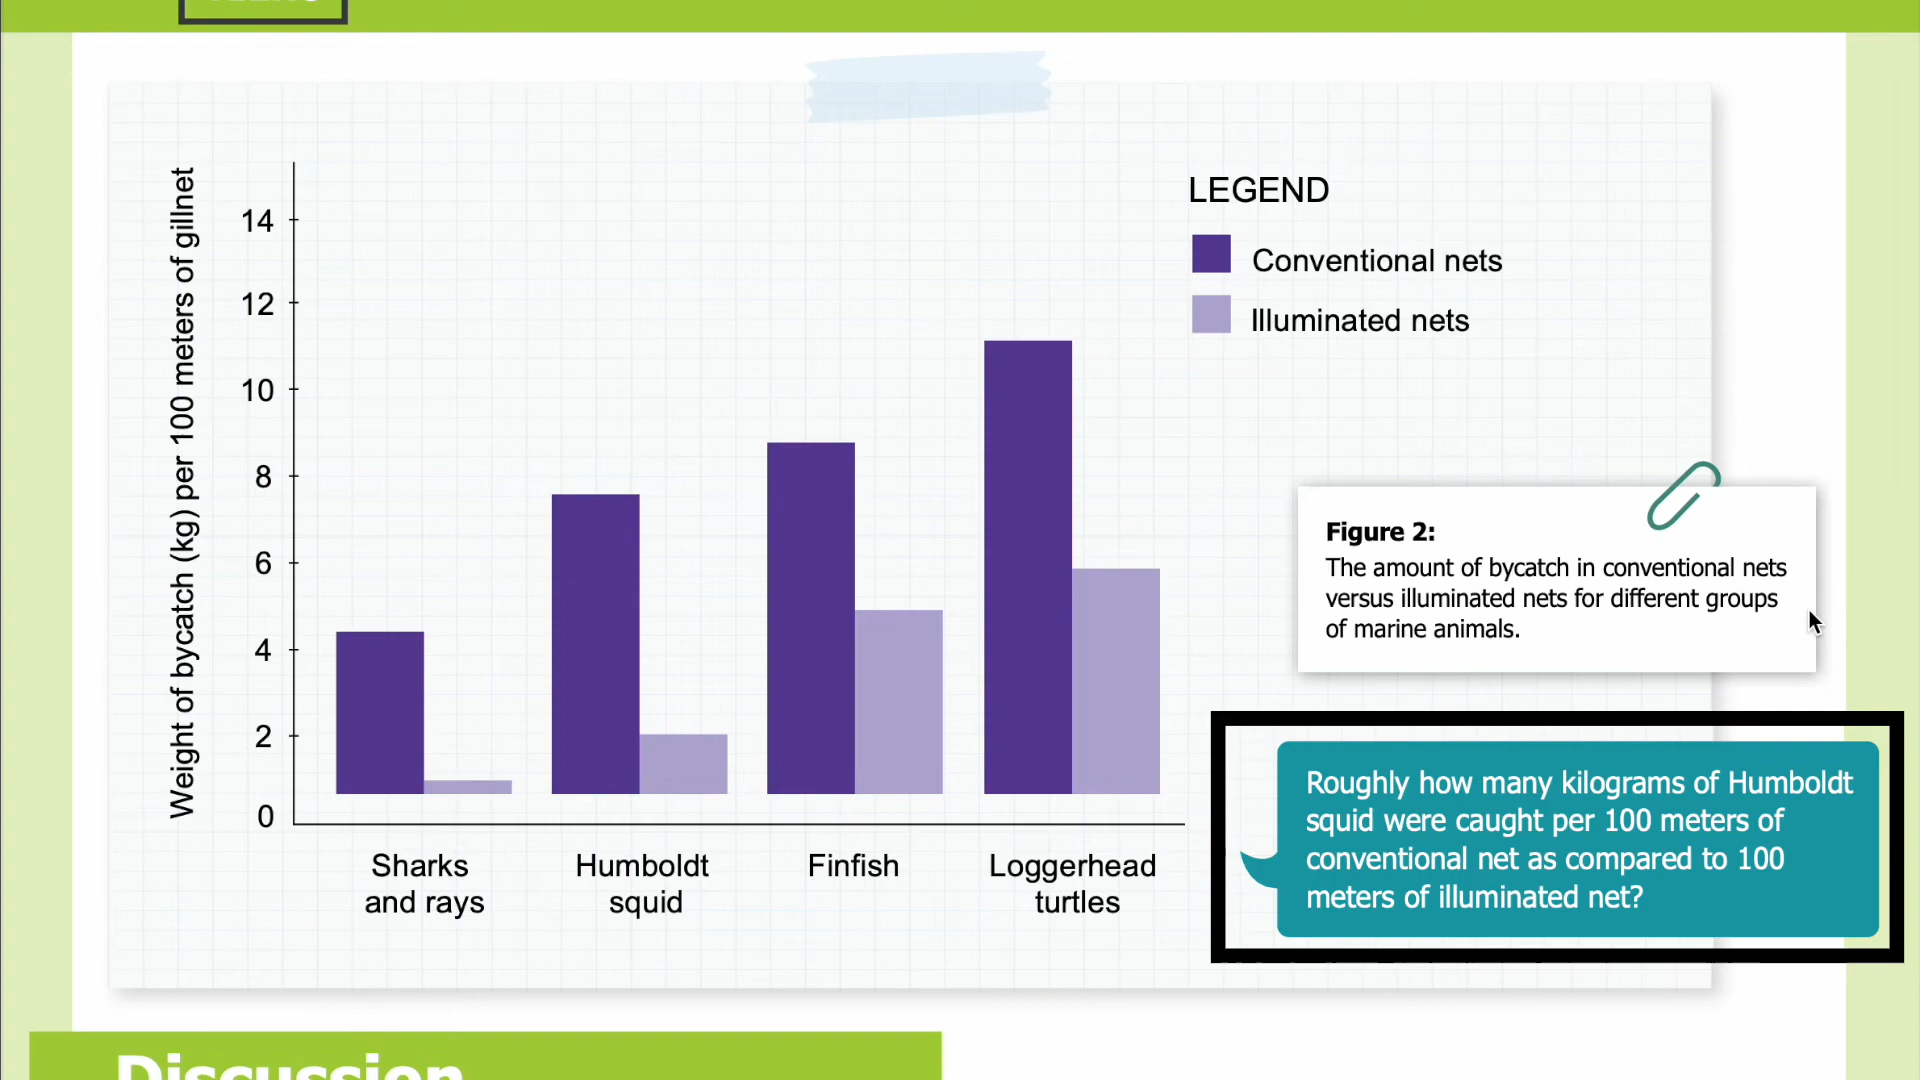 LEGEND
Conventional nets
Illuminated nets
Weight of bycatch (kg) per 100 meters of gillnet
14
12
10
8
6
4
2
0
Sharks
and rays
Humboldt
squid
Finfish
Loggerhead
turtles
Figure 2:
The amount of bycatch in conventional nets
versus illuminated nets for different groups
of marine animals.
Roughly how many kilograms of Humboldt
squid were caught per 100 meters of
conventional net as compared to 100
meters of illuminated net?
Discussion